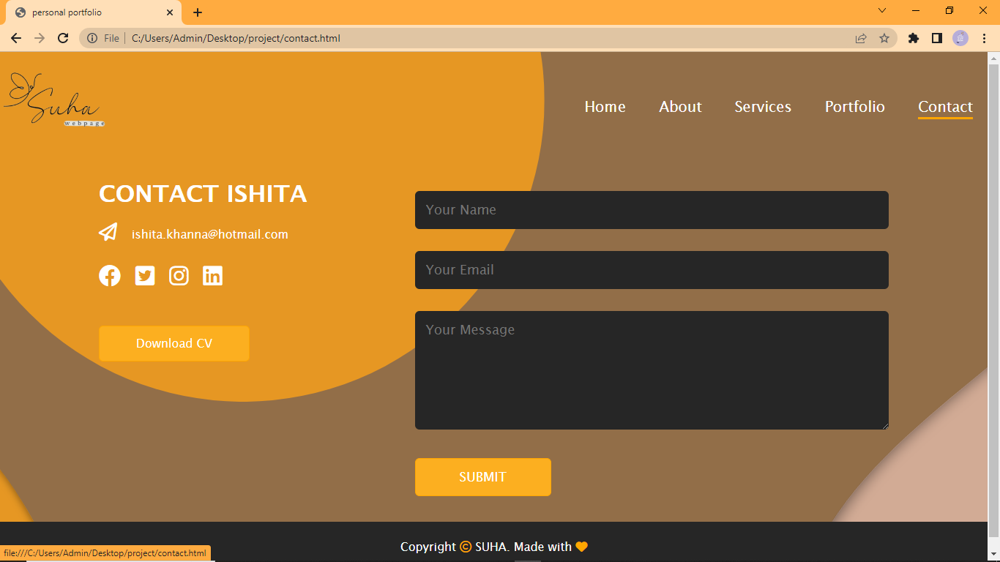 personal portfolio
File | C:/Users/Admin/Desktop/project/contact.html
Suha
webpage
Home About Services Portfolio Contact
CONTACT ISHITA
ishita.khanna@hotmail.com
Download CV
Your Name
Your Email
Your Message
SUBMIT
Copyright © SUHA. Made with 🧡
file:///C:/Users/Admin/Desktop/project/contact.html